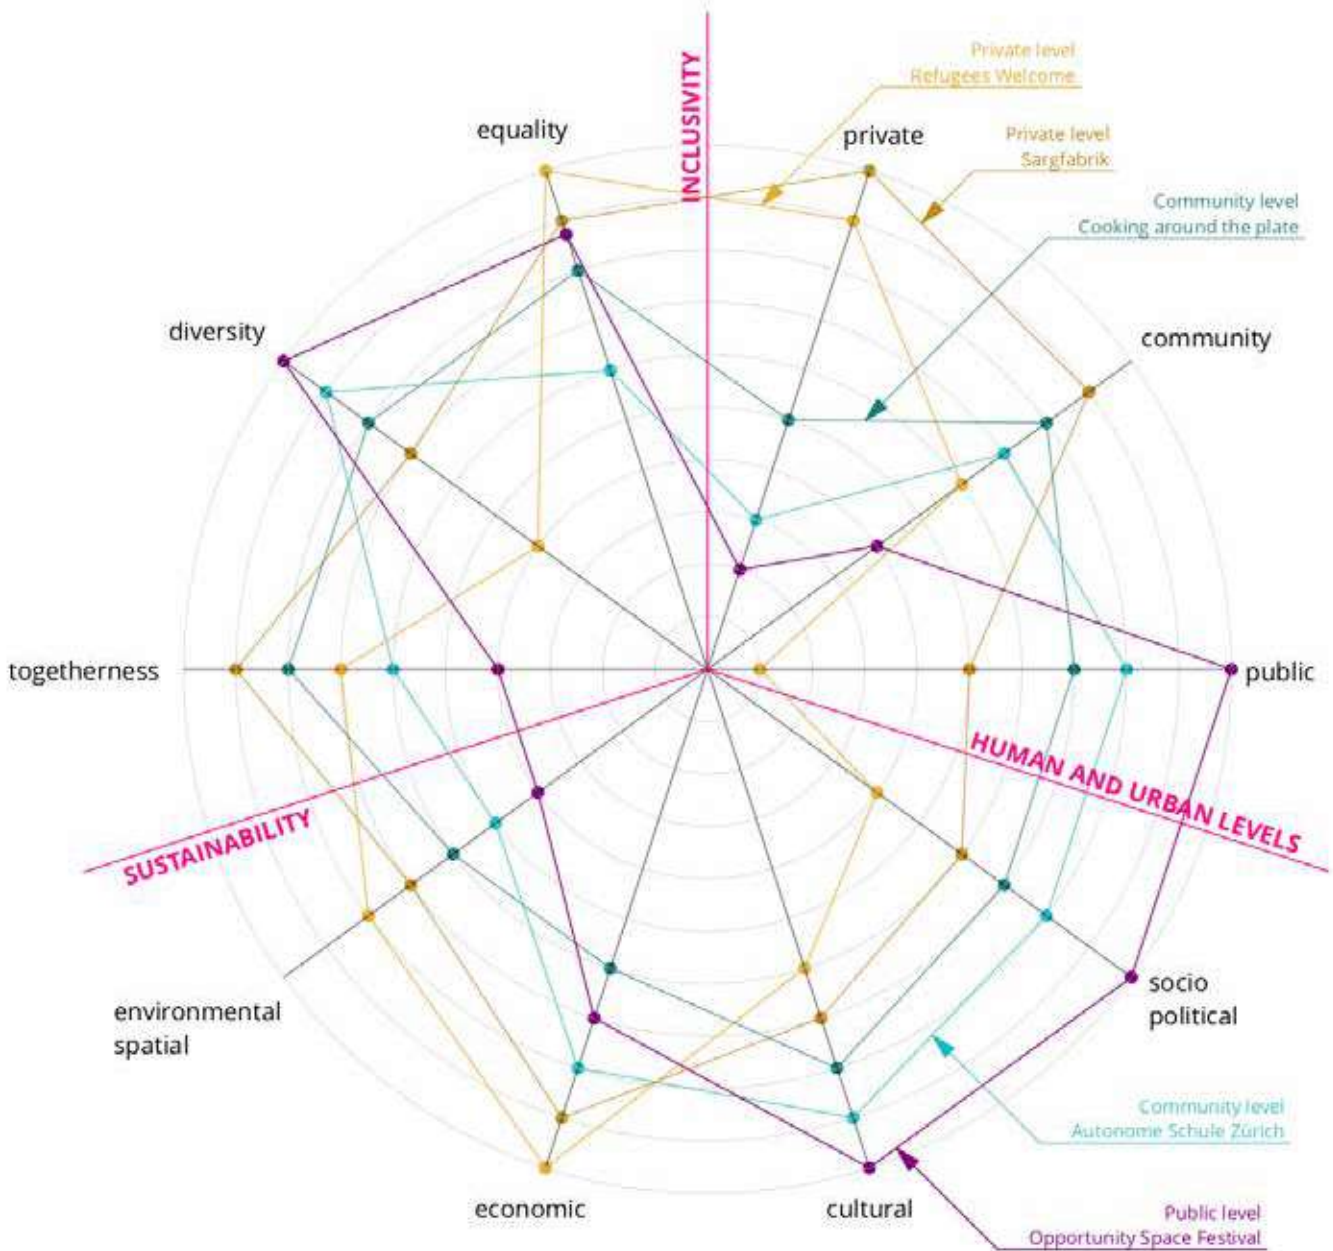 INCLUSIVITY
Private level
Refugees Welcome
equality
private
Private level
Sargfabrik
Community level
Cooking around the plate
diversity
community
togetherness
public
HUMAN AND URBAN LEVELS
SUSTAINABILITY
environmental
spatial
socio
political
Community level
Autonome Schule Zürich
economic
cultural
Public level
Opportunity Space Festival